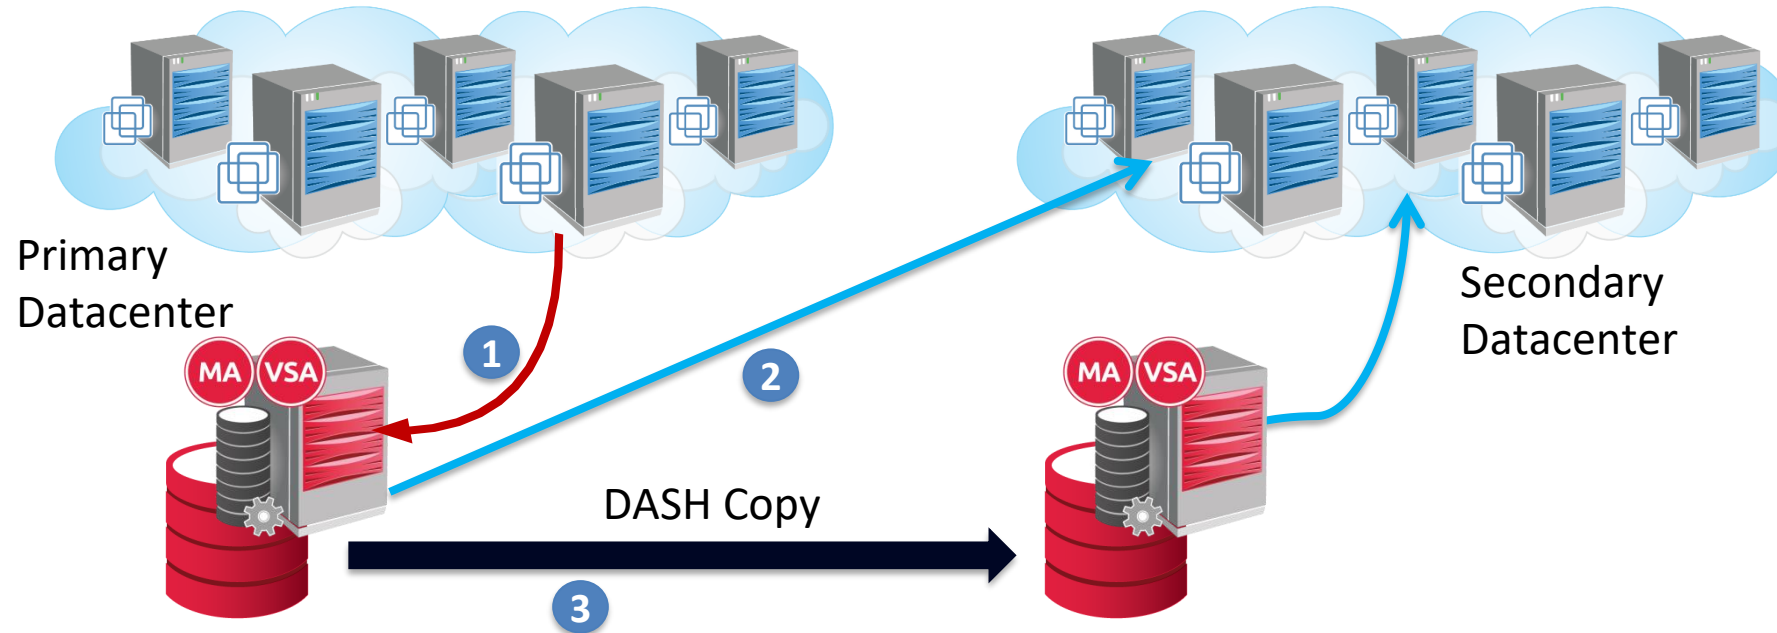 Primary
Datacenter
Secondary
Datacenter
1
2
MA VSA
MA VSA
DASH Copy
3